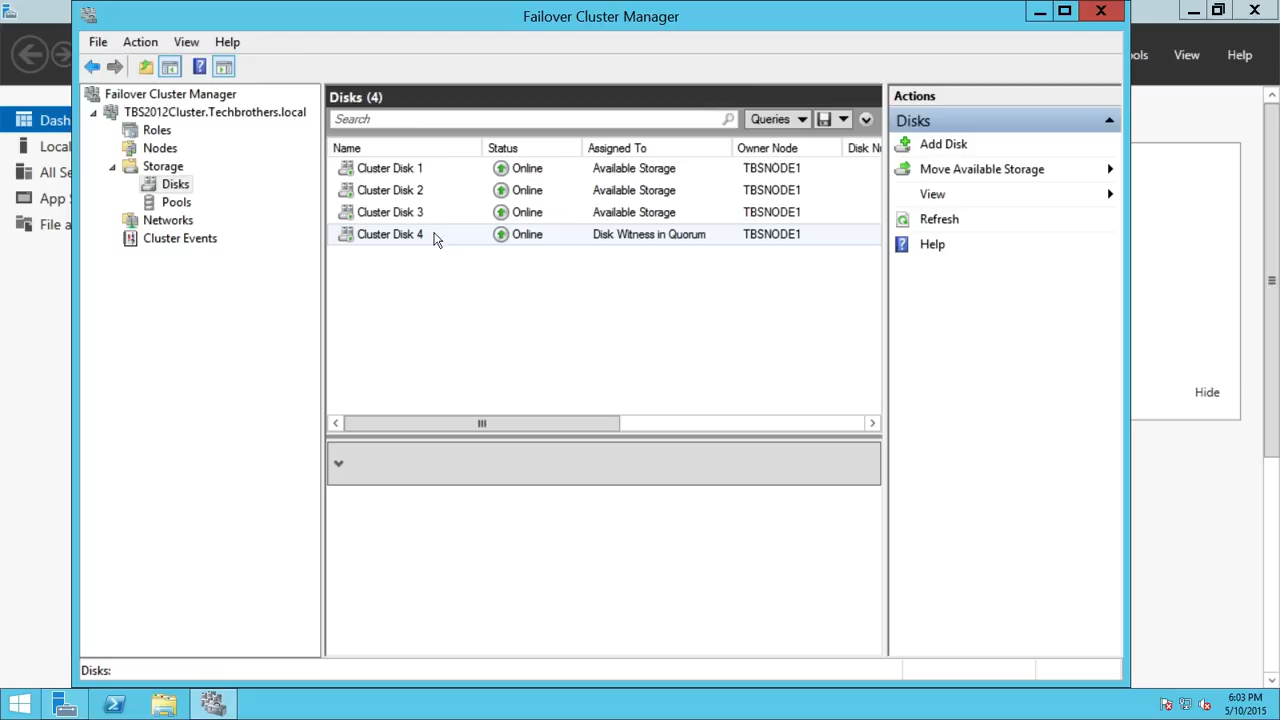 Failover Cluster Manager
File Action View Help
ols View Help
Dash
Local
All Se
App S
File a
Hide
Failover Cluster Manager
TBS2012Cluster.Techbrothers.local
Roles
Nodes
Storage
Disks
Pools
Networks
Cluster Events
Disks (4)
Search Queries
Name Status Assigned To Owner Node Disk N
Cluster Disk 1 Online Available Storage TBSNODE1
Cluster Disk 2 Online Available Storage TBSNODE1
Cluster Disk 3 Online Available Storage TBSNODE1
Cluster Disk 4 Online Disk Witness in Quorum TBSNODE1
Actions
Disks
Add Disk
Move Available Storage
View
Refresh
Help
Disks:
6:03 PM
5/10/2015